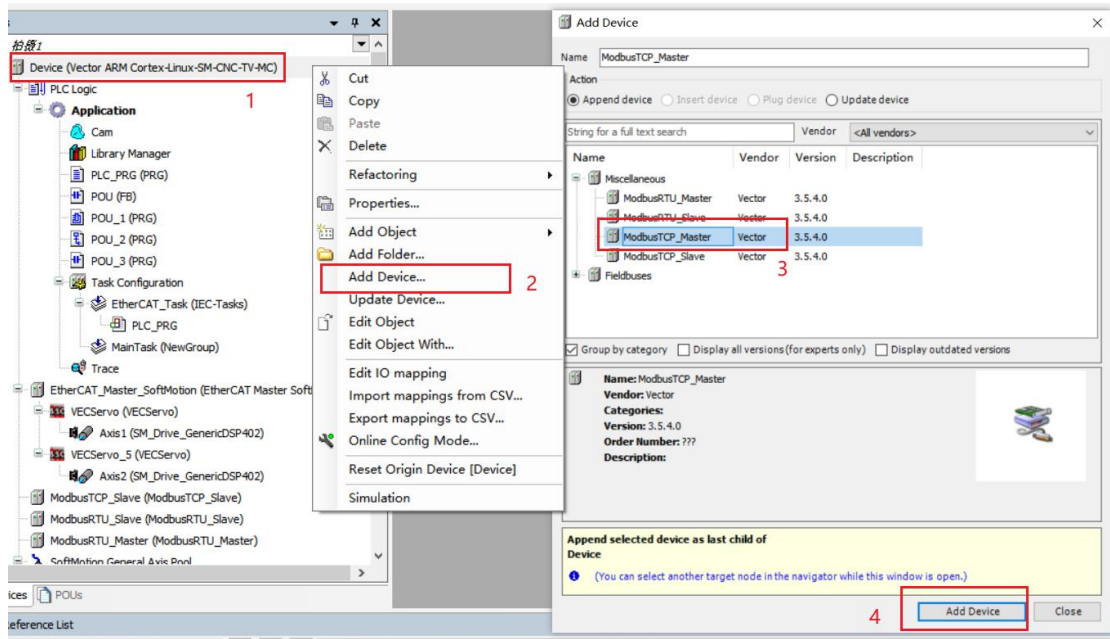 拍摄1
Device (Vector ARM Cortex-Linux-SM-CNC-TV-MC)
1
PLC Logic
Application
Cam
Library Manager
PLC_PRG (PRG)
POU (FB)
POU_1 (PRG)
POU_2 (PRG)
POU_3 (PRG)
Task Configuration
EtherCAT_Task (IEC-Tasks)
PLC_PRG
MainTask (NewGroup)
Trace
EtherCAT_Master_SoftMotion (EtherCAT Master Soft
VECServo (VECServo)
Axis1 (SM_Drive_GenericDSP402)
VECServo_5 (VECServo)
Axis2 (SM_Drive_GenericDSP402)
ModbusTCP_Slave (ModbusTCP_Slave)
ModbusRTU_Slave (ModbusRTU_Slave)
ModbusRTU_Master (ModbusRTU_Master)
SoftMotion General Axis Pool
ices
POUs
eference List
Cut
Copy
Paste
Delete
Refactoring
Properties...
Add Object
Add Folder...
Add Device...
2
Update Device...
Edit Object
Edit Object With...
Edit IO mapping
Import mappings from CSV...
Export mappings to CSV...
Online Config Mode...
Reset Origin Device [Device]
Simulation
Add Device
Name ModbusTCP_Master
Action
Append device Insert device Plug device Update device
String for a full text search Vendor <All vendors>
Name Vendor Version Description
Miscellaneous
ModbusRTU_Master Vector 3.5.4.0
ModbusRTU_Slave Vector 3.5.4.0
ModbusTCP_Master Vector 3.5.4.0
ModbusTCP_Slave Vector 3.5.4.0
3
Fieldbuses
Group by category Display all versions (for experts only) Display outdated versions
Name: ModbusTCP_Master
Vendor: Vector
Categories:
Version: 3.5.4.0
Order Number: ???
Description:
Append selected device as last child of
Device
(You can select another target node in the navigator while this window is open.)
4
Add Device Close